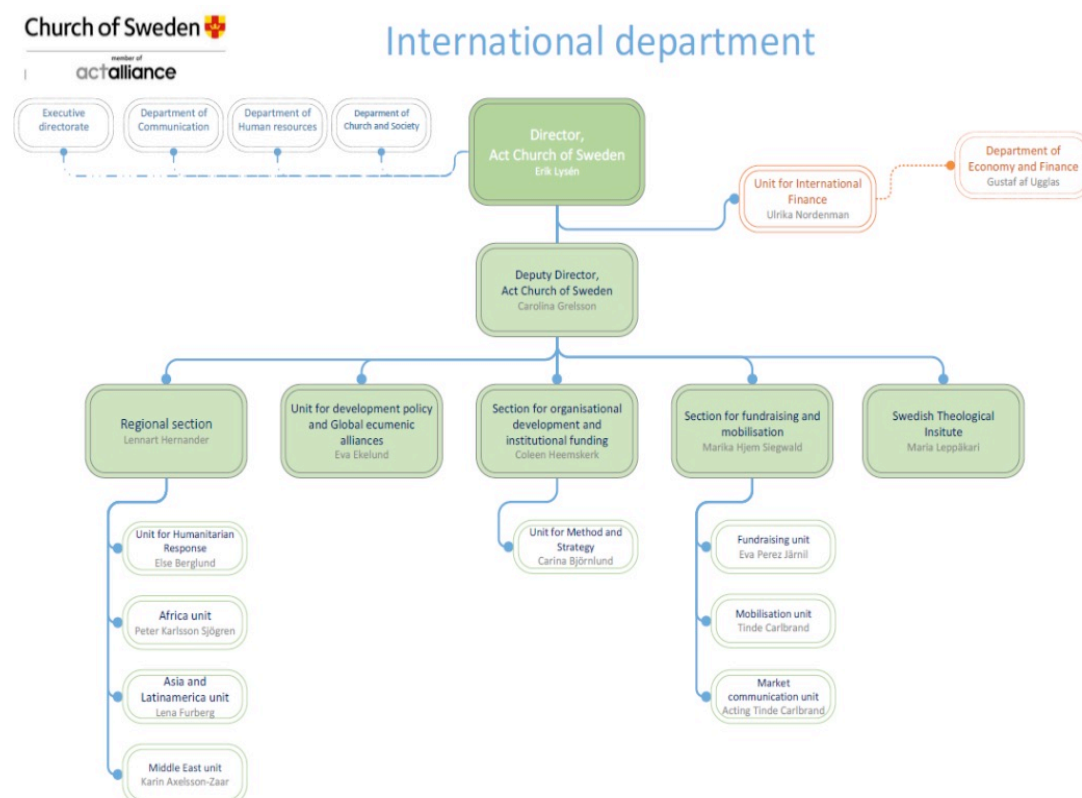 Church of Sweden
member of
actalliance
International department
Executive
directorate
Department of
Communication
Department of
Human resources
Department of
Church and Society
Director,
Act Church of Sweden
Erik Lysén
Unit for International
Finance
Ulrika Nordenman
Department of
Economy and Finance
Gustaf af Ugglas
Deputy Director,
Act Church of Sweden
Carolina Grelsson
Regional section
Lennart Hernander
Unit for development policy
and Global ecumenic
alliances
Eva Ekelund
Section for organisational
development and
institutional funding
Coleen Heemskerk
Section for fundraising and
mobilisation
Marika Hjem Siegwald
Swedish Theological
Insitute
Maria Leppäkari
Unit for Humanitarian
Response
Else Berglund
Africa unit
Peter Karlsson Sjögren
Asia and
Latinamerica unit
Lena Furberg
Middle East unit
Karin Axelsson-Zaar
Unit for Method and
Strategy
Carina Björnlund
Fundraising unit
Eva Perez Järnil
Mobilisation unit
Tinde Carlbrand
Market
communication unit
Acting Tinde Carlbrand